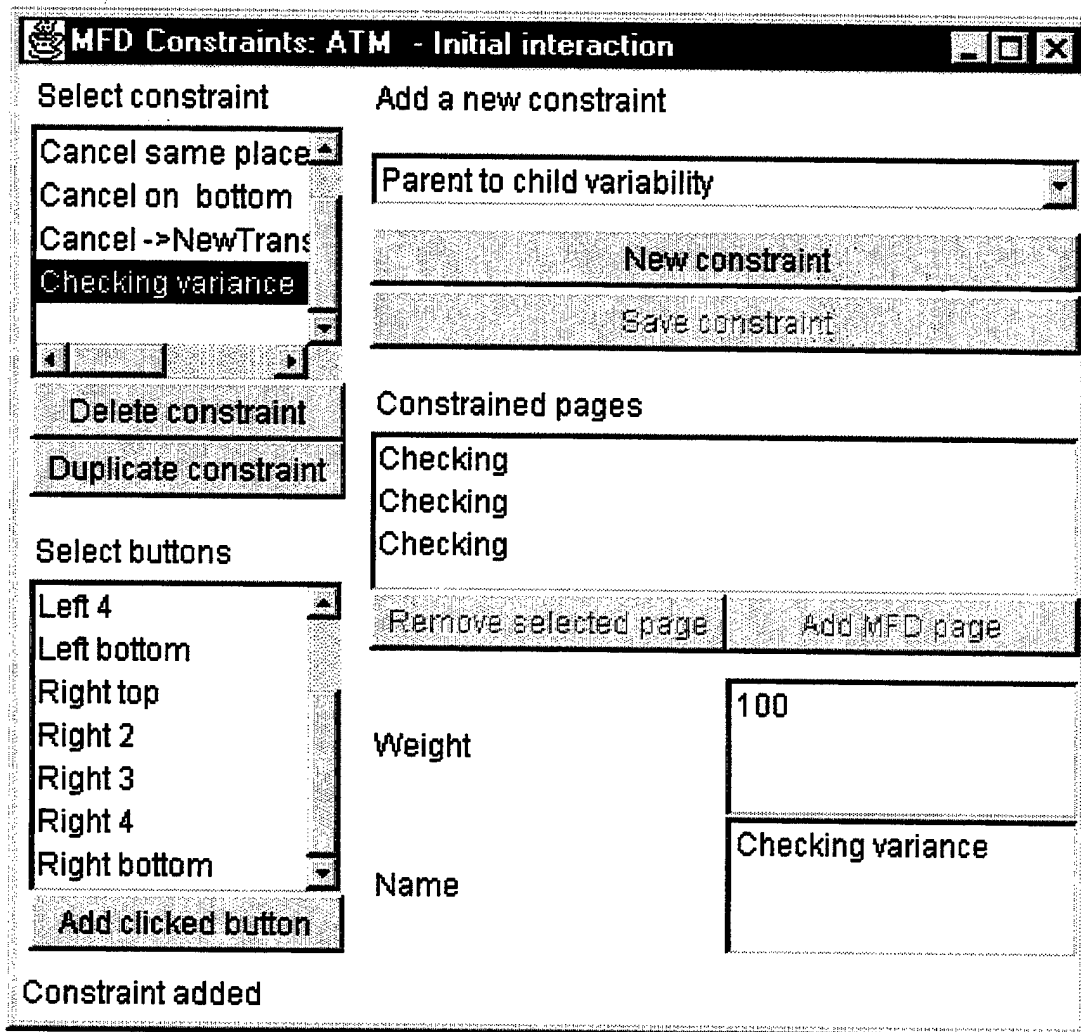 MFD Constraints: ATM - Initial interaction
Select constraint
Cancel same place
Cancel on bottom
Cancel ->NewTrans
Checking variance
Delete constraint
Duplicate constraint
Select buttons
Left 4
Left bottom
Right top
Right 2
Right 3
Right 4
Right bottom
Add clicked button
Add a new constraint
Parent to child variability
New constraint
Save constraint
Constrained pages
Checking
Checking
Checking
Remove selected page
Add MFD page
Weight
100
Name
Checking variance
Constraint added